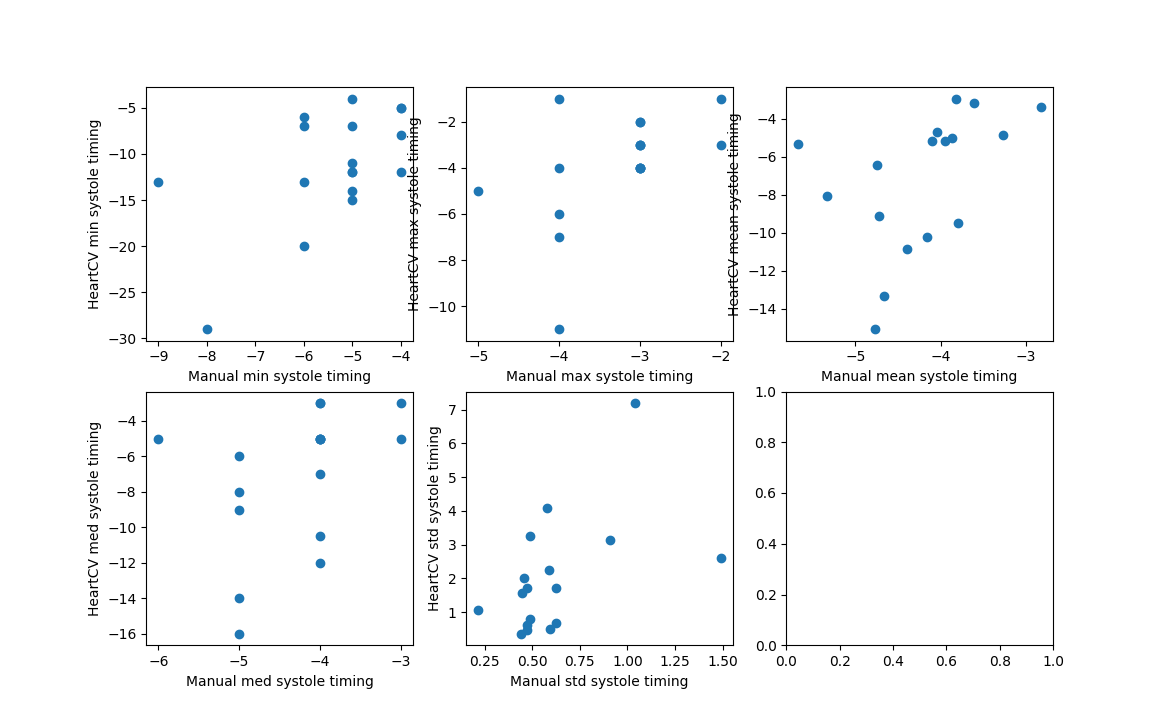 HeartCV min systole timing
−5
−10
−15
−20
−25
−30
−9 −8 −7 −6 −5 −4
Manual min systole timing
HeartCV max systole timing
−2
−4
−6
−8
−10
−5 −4 −3 −2
Manual max systole timing
HeartCV mean systole timing
−4
−6
−8
−10
−12
−14
−5 −4 −3
Manual mean systole timing
HeartCV med systole timing
−4
−6
−8
−10
−12
−14
−16
−6 −5 −4 −3
Manual med systole timing
HeartCV std systole timing
7
6
5
4
3
2
1
0.25 0.50 0.75 1.00 1.25 1.50
Manual std systole timing
1.0
0.8
0.6
0.4
0.2
0.0
0.0 0.2 0.4 0.6 0.8 1.0